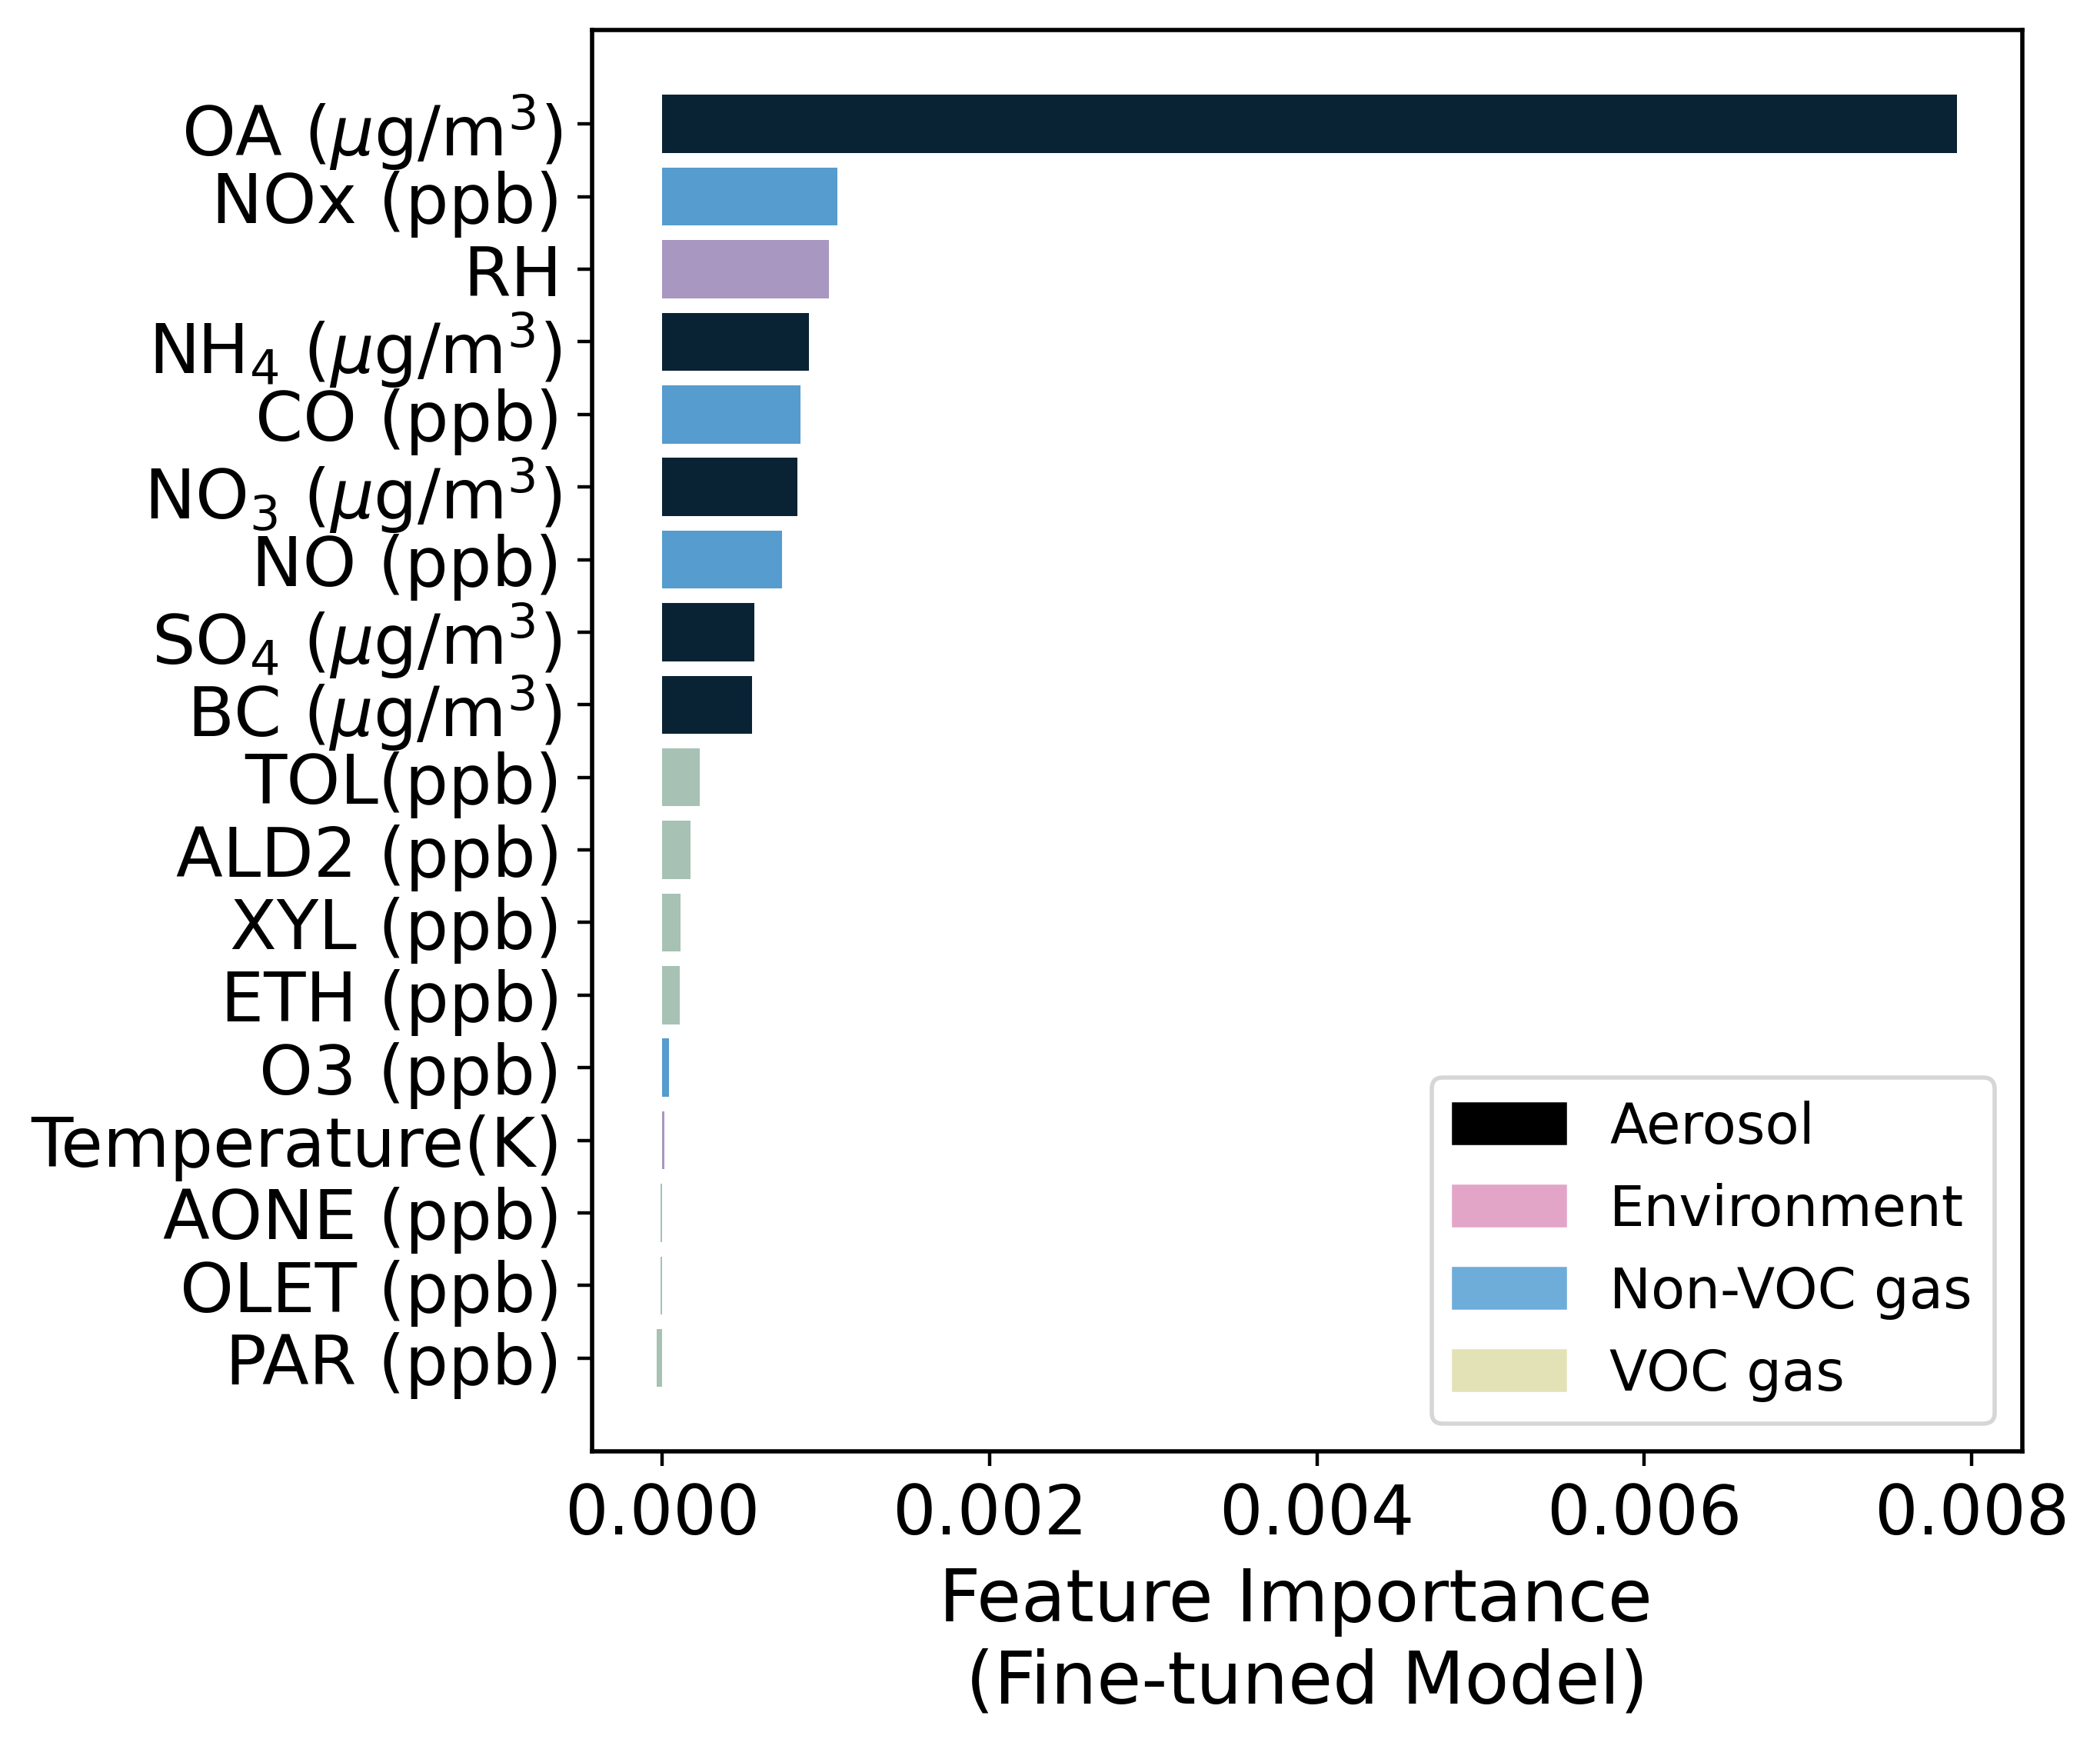 OA (μg/m³)
NOx (ppb)
RH
NH₄ (μg/m³)
CO (ppb)
NO₃ (μg/m³)
NO (ppb)
SO₄ (μg/m³)
BC (μg/m³)
TOL(ppb)
ALD2 (ppb)
XYL (ppb)
ETH (ppb)
O3 (ppb)
Temperature(K)
AONE (ppb)
OLET (ppb)
PAR (ppb)
Aerosol
Environment
Non-VOC gas
VOC gas
0.000 0.002 0.004 0.006 0.008
Feature Importance
(Fine-tuned Model)